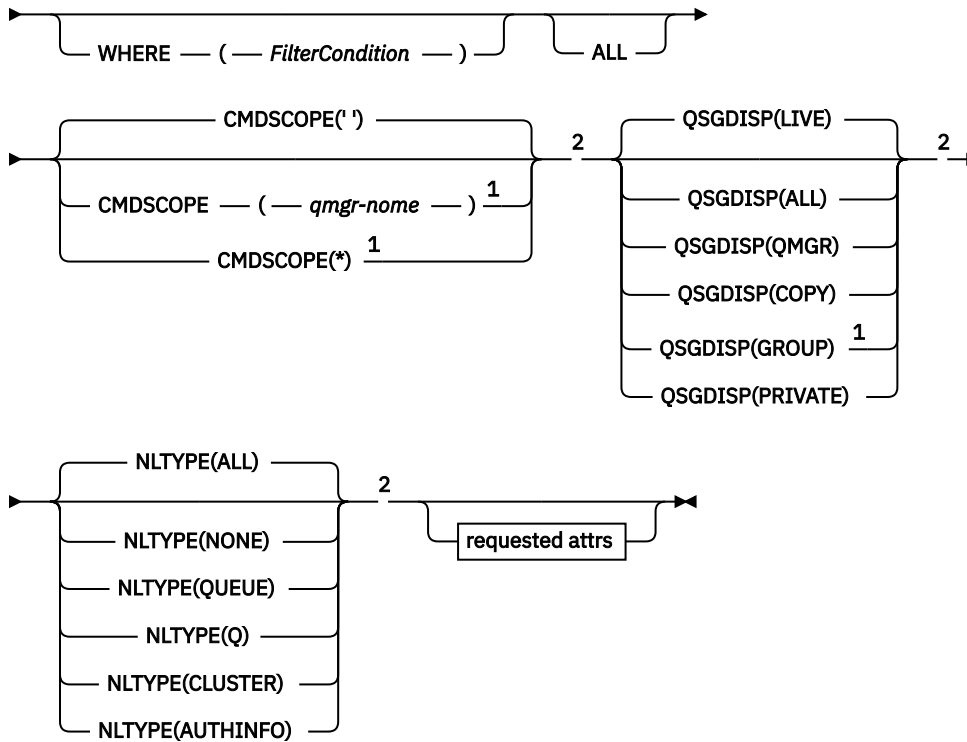 WHERE ( FilterCondition ) ALL
CMDSCOPE(' ')
CMDSCOPE ( qmgr-nome ) 1
CMDSCOPE(*) 1
2
QSGDISP(LIVE)
QSGDISP(ALL)
QSGDISP(QMGR)
QSGDISP(COPY)
QSGDISP(GROUP) 1
QSGDISP(PRIVATE)
2
NLTYPE(ALL)
NLTYPE(NONE)
NLTYPE(QUEUE)
NLTYPE(Q)
NLTYPE(CLUSTER)
NLTYPE(AUTHINFO)
2
requested attrs